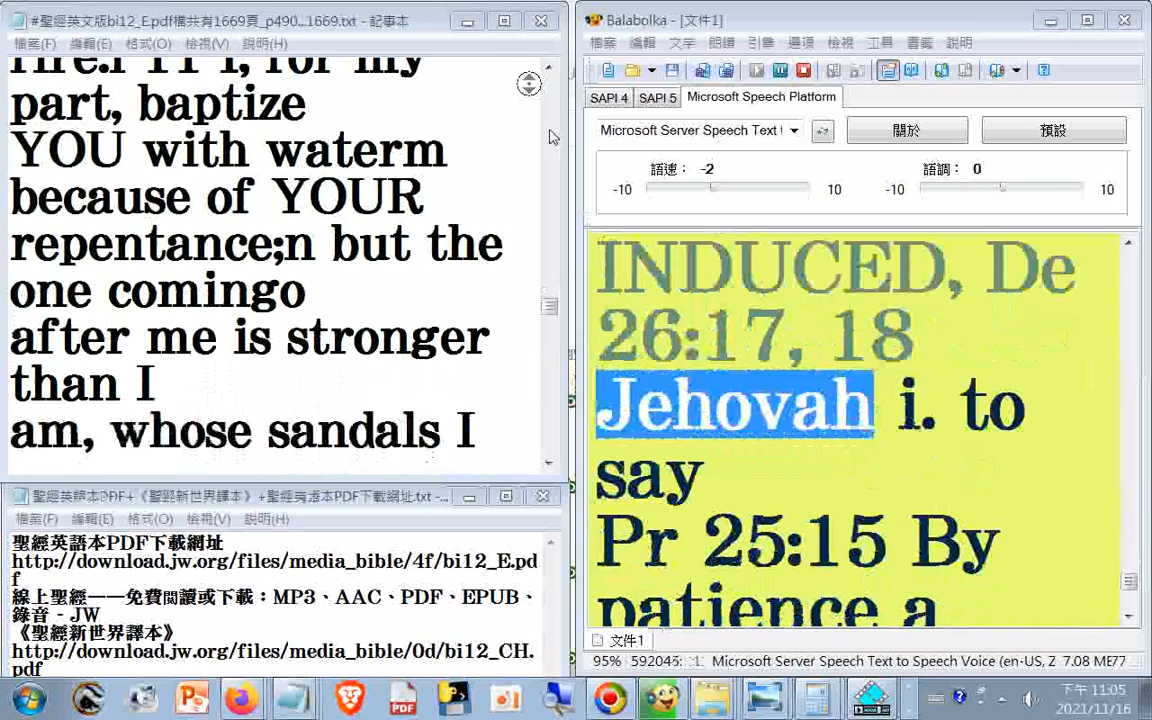 #聖經英文版bi12_E.pdf檔共有1669頁_p490...1669.txt - 記事本
檔案(F) 編輯(E) 格式(O) 檢視(V) 說明(H)
part, baptize
YOU with waterm
because of YOUR
repentance;n but the
one comingo
after me is stronger
than I
am, whose sandals I
聖經英語本PDF+《聖經新世界譯本》+聖經英語本PDF下載網址.txt -...
檔案(F) 編輯(E) 格式(O) 檢視(V) 說明(H)
聖經英語本PDF下載網址
http://download.jw.org/files/media_bible/4f/bi12_E.pd
f
線上聖經──免費閱讀或下載：MP3、AAC、PDF、EPUB、
錄音 - JW
《聖經新世界譯本》
http://download.jw.org/files/media_bible/0d/bi12_CH.
pdf
Balabolka - [文件1]
檔案 編輯 文字 朗讀 引擎 選項 檢視 工具 書籤 說明
SAPI 4 SAPI 5 Microsoft Speech Platform
Microsoft Server Speech Text 關於 預設
語速： -2 語調： 0
-10 10 -10 10
INDUCED, De
26:17, 18
Jehovah i. to
say
Pr 25:15 By
patience a
文件1
95% Microsoft Server Speech Text to Speech Voice (en-US, Z 7.08 ME
下午 11:05
2021/11/16